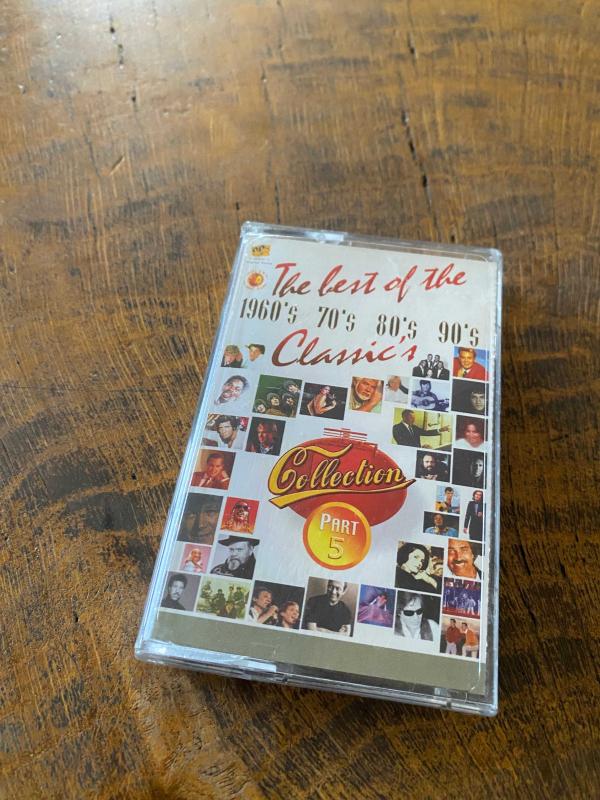 The best of the
1960's 70's 80's 90's
Classic's
Collection
PART
5